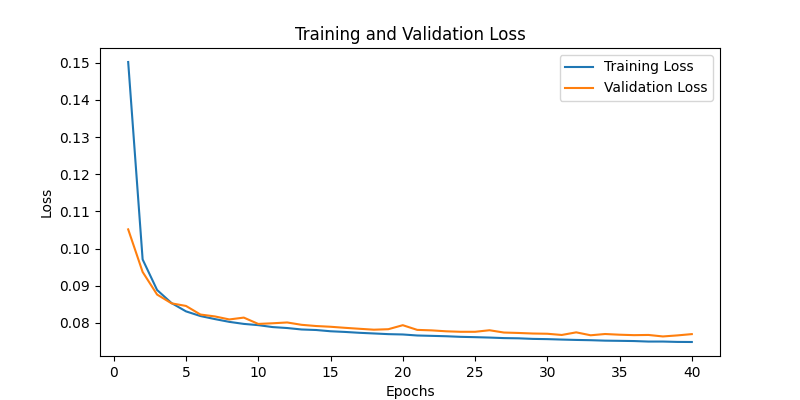 Training and Validation Loss
Training Loss
Validation Loss
0.15
0.14
0.13
0.12
0.11
0.10
0.09
0.08
Loss
0 5 10 15 20 25 30 35 40
Epochs